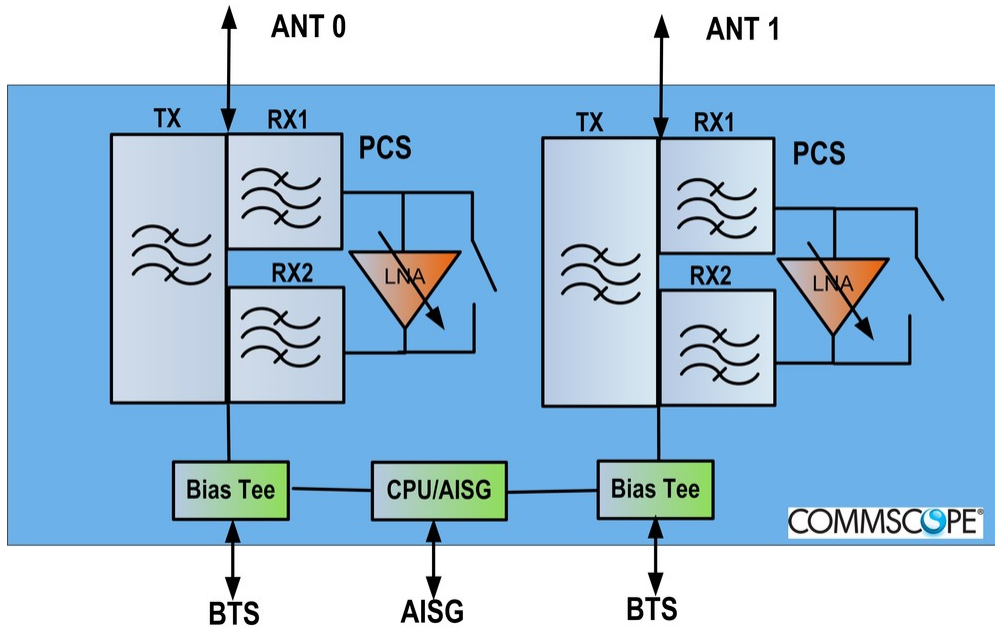 ANT 0
ANT 1
TX
RX1
PCS
TX
RX1
PCS
LNA
LNA
RX2
RX2
Bias Tee
CPU/AISG
Bias Tee
COMMSCOPE®
BTS
AISG
BTS